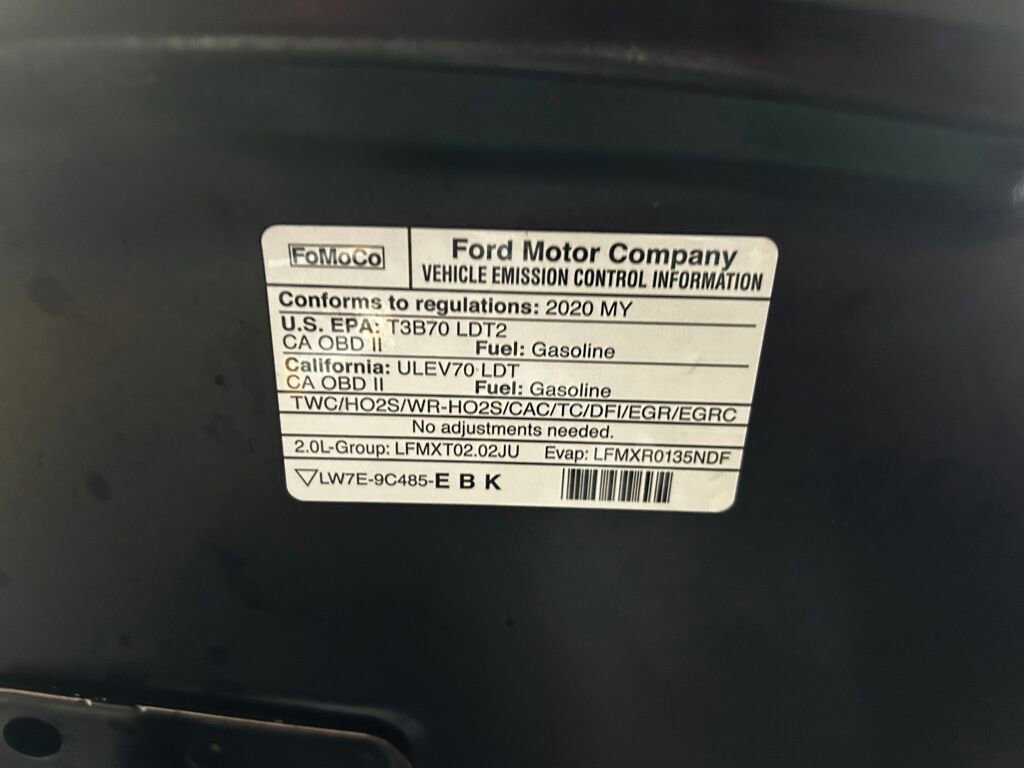 FoMoCo
Ford Motor Company
VEHICLE EMISSION CONTROL INFORMATION
Conforms to regulations: 2020 MY
U.S. EPA: T3B70 LDT2
CA OBD II Fuel: Gasoline
California: ULEV70 LDT
CA OBD II Fuel: Gasoline
TWC/HO2S/WR-HO2S/CAC/TC/DFI/EGR/EGRC
No adjustments needed.
2.0L-Group: LFMXT02.02JU Evap: LFMXR0135NDF
LW7E-9C485-E B K